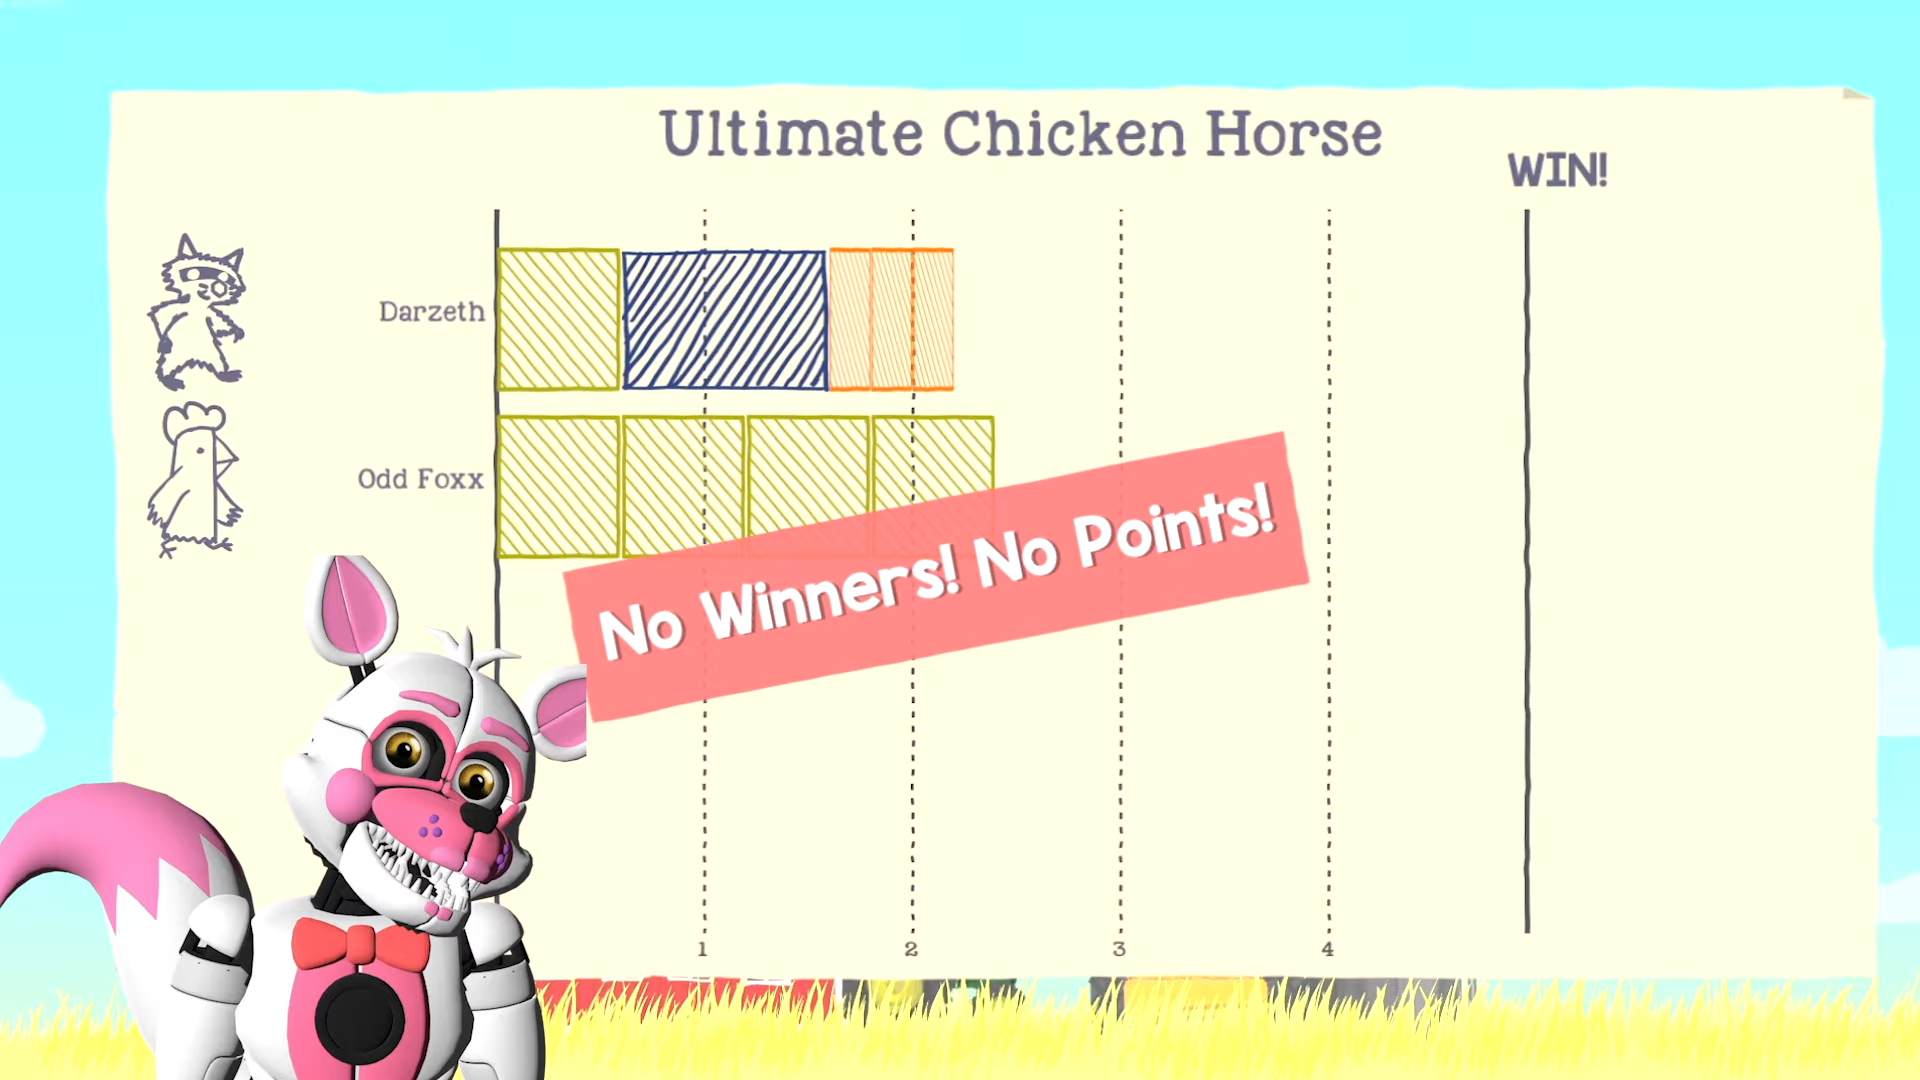 Ultimate Chicken Horse
WIN!
Darzeth
Odd Foxx
No Winners! No Points!
1 2 3 4